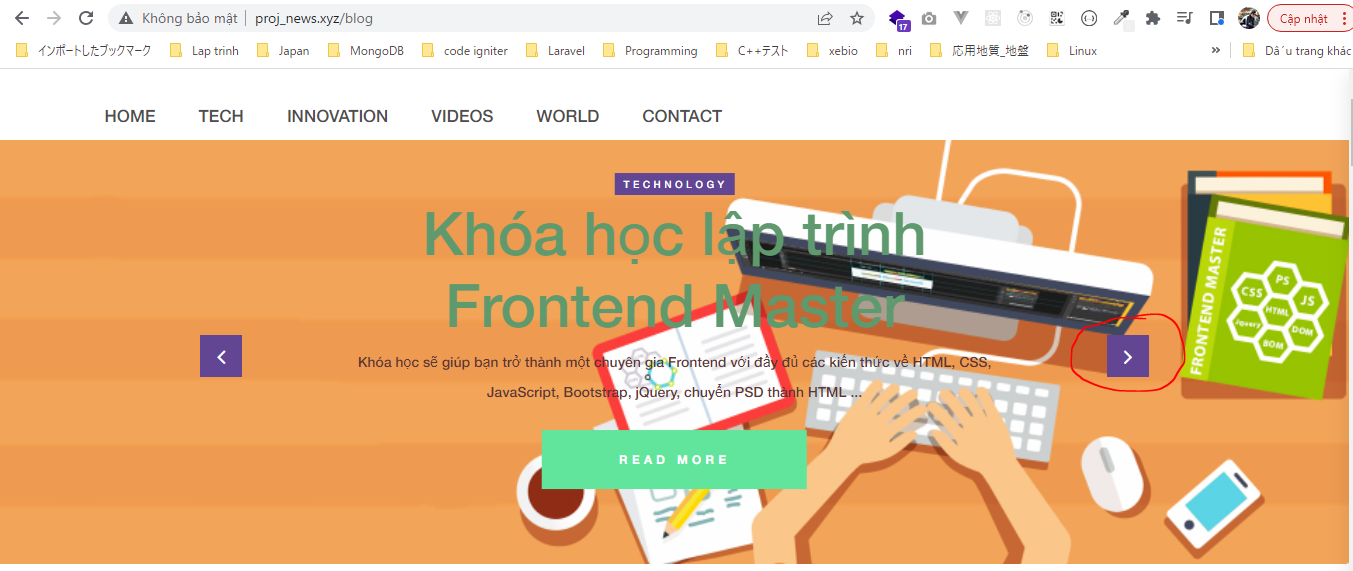 Không bảo mật
proj_news.xyz/blog
17
Cập nhật
インポートしたブックマーク
Lap trinh
Japan
MongoDB
code igniter
Laravel
Programming
C++テスト
xebio
nri
応用地質_地盤
Linux
»
Dấu trang khác
HOME
TECH
INNOVATION
VIDEOS
WORLD
CONTACT
TECHNOLOGY
Khóa học lập trình
Frontend Master
Khóa học sẽ giúp bạn trở thành một chuyên gia Frontend với đầy đủ các kiến thức về HTML, CSS,
JavaScript, Bootstrap, jQuery, chuyển PSD thành HTML ...
READ MORE
FRONTEND MASTER
PS
CSS
JS
HTML
jquery
DOM
BOM